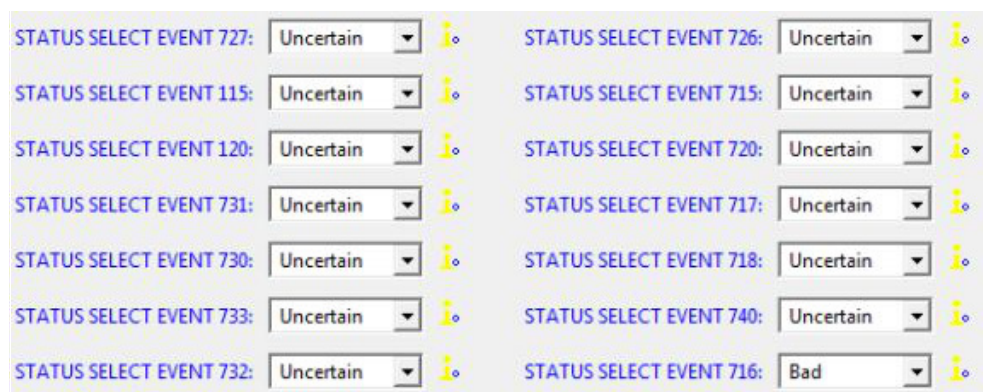 STATUS SELECT EVENT 727: Uncertain STATUS SELECT EVENT 726: Uncertain
STATUS SELECT EVENT 115: Uncertain STATUS SELECT EVENT 715: Uncertain
STATUS SELECT EVENT 120: Uncertain STATUS SELECT EVENT 720: Uncertain
STATUS SELECT EVENT 731: Uncertain STATUS SELECT EVENT 717: Uncertain
STATUS SELECT EVENT 730: Uncertain STATUS SELECT EVENT 718: Uncertain
STATUS SELECT EVENT 733: Uncertain STATUS SELECT EVENT 740: Uncertain
STATUS SELECT EVENT 732: Uncertain STATUS SELECT EVENT 716: Bad